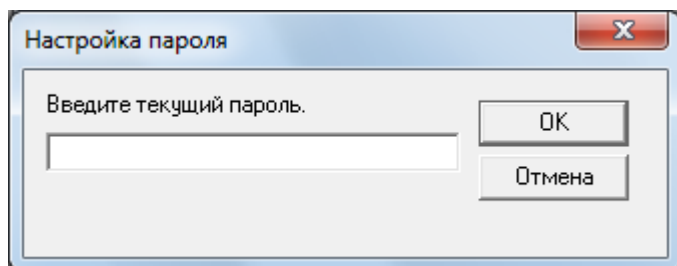 Настройка пароля
Введите текущий пароль.
OK
Отмена